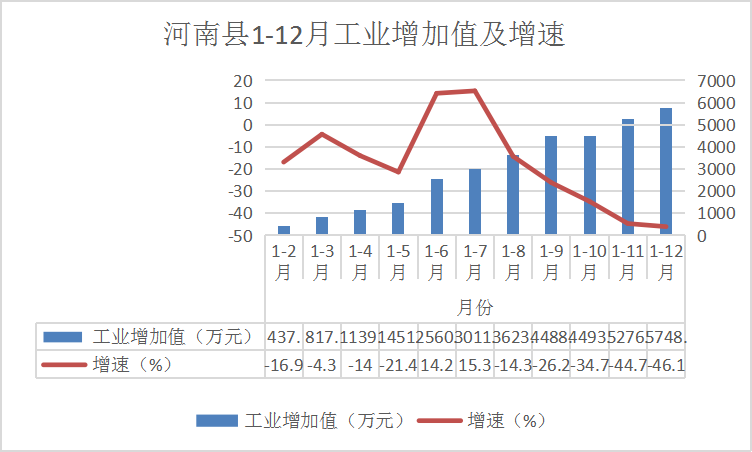 河南县1-12月工业增加值及增速
20 7000
10 6000
0 5000
-10 4000
-20 3000
-30 2000
-40 1000
-50 0
1-2月 1-3月 1-4月 1-5月 1-6月 1-7月 1-8月 1-9月 1-10月 1-11月 1-12月
月份
工业增加值（万元） 437. 817. 1139 1451 2560 3011 3623 4488 4493 5276 5748.
增速（%） -16.9 -4.3 -14 -21.4 14.2 15.3 -14.3 -26.2 -34.7 -44.7 -46.1
工业增加值（万元） 增速（%）